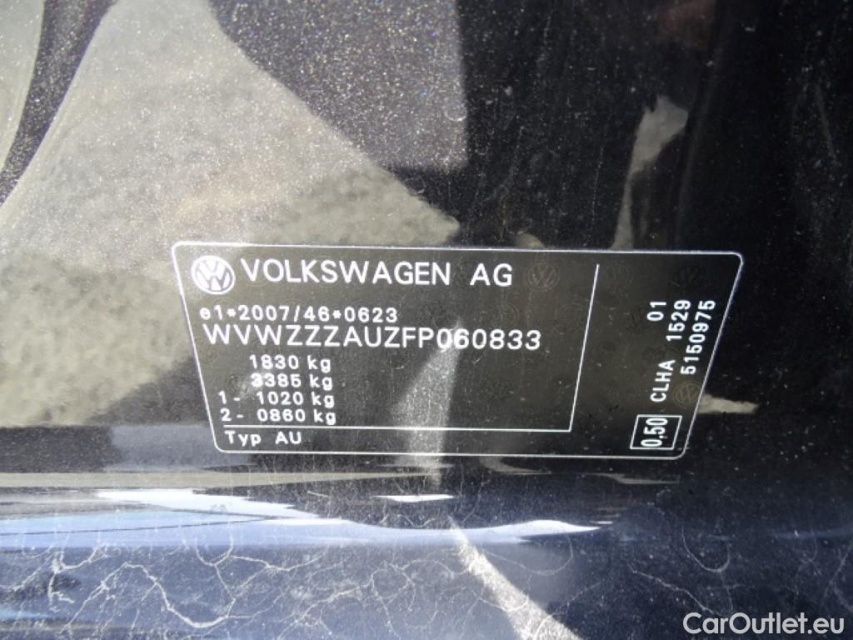 VOLKSWAGEN AG
e1*2007/46*0623
WVWZZZAUZFP060833
1830 kg
3385 kg
1- 1020 kg
2- 0860 kg
Typ AU
01
CLHA 1529
5150975
0,50
CarOutlet.eu